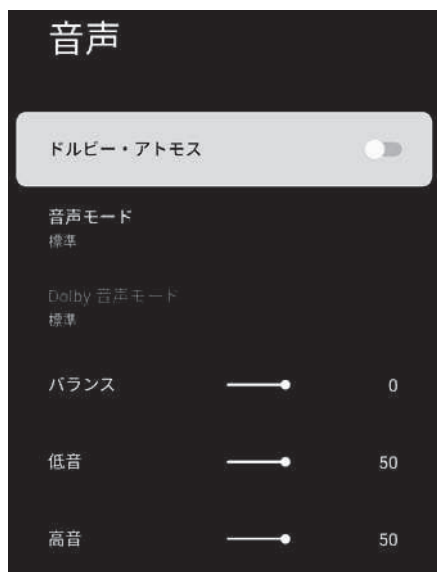 音声
ドルビー・アトモス
音声モード
標準
Dolby 音声モード
標準
バランス 0
低音 50
高音 50